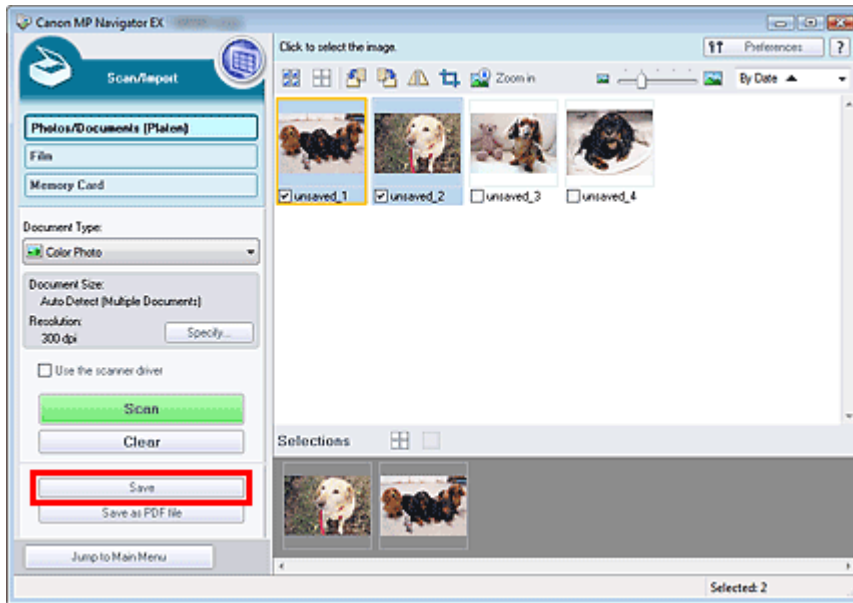 Canon MP Navigator EX
Scan/Import
Photos/Documents (Platen)
Film
Memory Card
Document Type:
Color Photo
Document Size:
Auto Detect (Multiple Documents)
Resolution:
300 dpi
Specify...
Use the scanner driver
Scan
Clear
Save
Save as PDF file
Jump to Main Menu
Click to select the image.
Preferences
?
Zoom in
By Date
unsaved_1
unsaved_2
unsaved_3
unsaved_4
Selections
Selected: 2